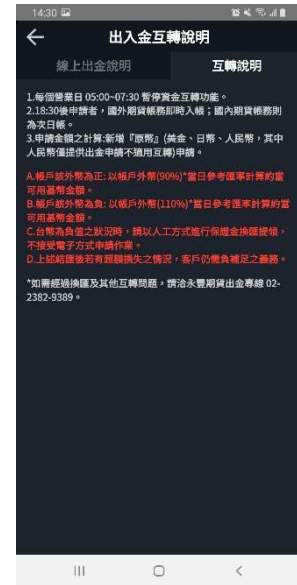 14:30
出入金互轉說明
線上出金說明
互轉說明
1.每個營業日 05:00~07:30 暫停資金互轉功能。
2.18:30後申請者，國外期貨帳務即時入帳；國內期貨帳務則
為次日帳。
3.申請金額之計算:新增『原幣』(美金、日幣、人民幣，其中
人民幣僅提供出金申請不適用互轉)申請。
A.帳戶該外幣為正: 以帳戶外幣(90%)*當日參考匯率計算約當
可用基幣金額。
B.帳戶該外幣為負: 以帳戶外幣(110%)*當日參考匯率計算約當
可用基幣金額。
C.台幣為負值之狀況時，請以人工方式進行保證金換匯提領，
不接受電子方式申請作業。
D.上述結匯後若有超額損失之情況，客戶仍需負補足之義務。
*如需經過換匯及其他互轉問題，請洽永豐期貨出金專線 02-
2382-9389。